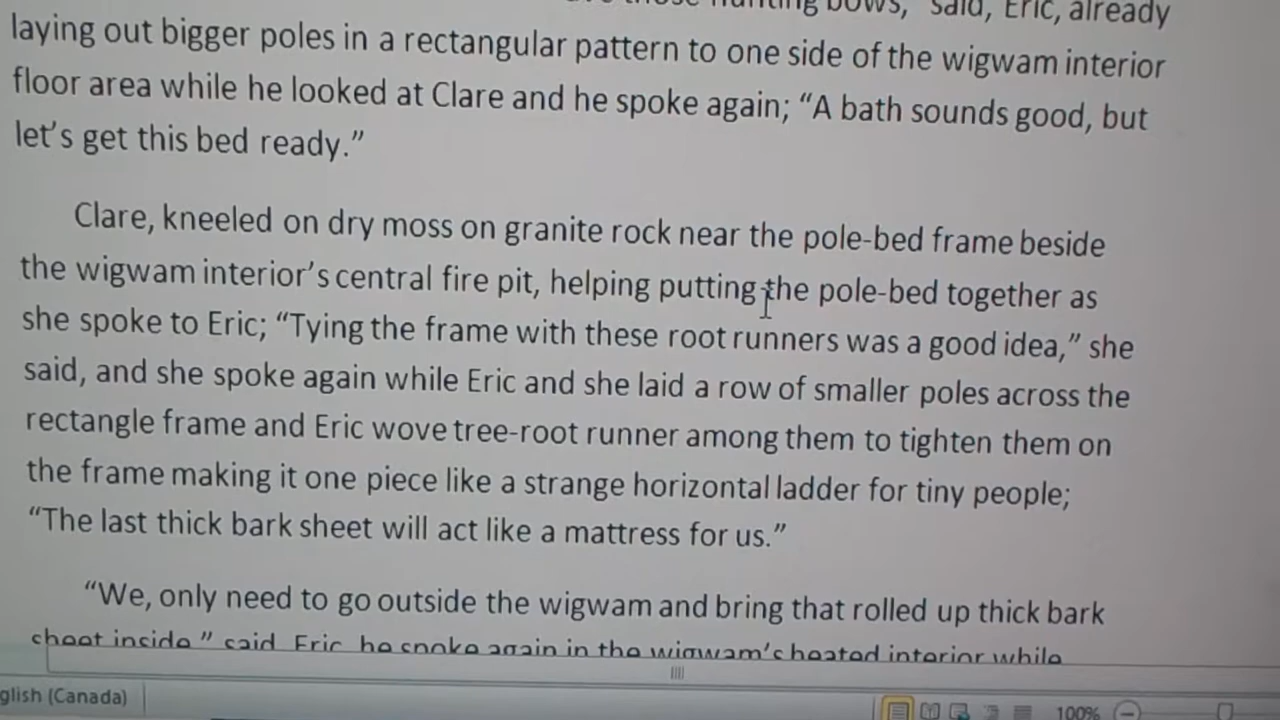 hunting bows,” said, Eric, already
laying out bigger poles in a rectangular pattern to one side of the wigwam interior
floor area while he looked at Clare and he spoke again; “A bath sounds good, but
let’s get this bed ready.”
Clare, kneeled on dry moss on granite rock near the pole-bed frame beside
the wigwam interior’s central fire pit, helping putting the pole-bed together as
she spoke to Eric; “Tying the frame with these root runners was a good idea,” she
said, and she spoke again while Eric and she laid a row of smaller poles across the
rectangle frame and Eric wove tree-root runner among them to tighten them on
the frame making it one piece like a strange horizontal ladder for tiny people;
“The last thick bark sheet will act like a mattress for us.”
“We, only need to go outside the wigwam and bring that rolled up thick bark
sheet inside,” said, Eric, he spoke again in the wigwam’s heated interior while
glish (Canada)
100%